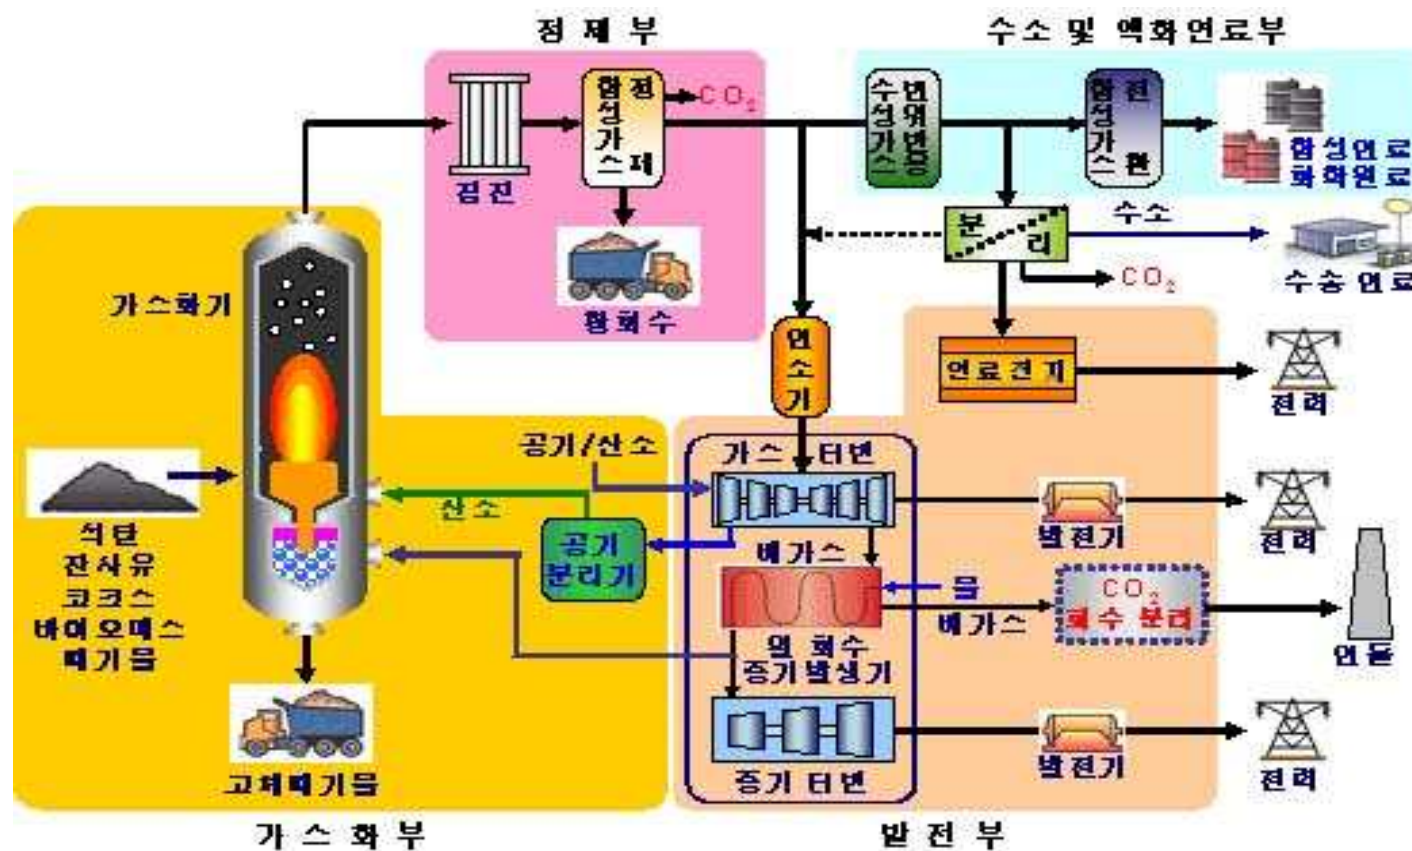 정 제 부
수 소 및 액 화 연 료 부
CO₂
합성가스
정제
수성가스
변위반응
합성가스
전환
집진
합성연료
화학원료
수소
분리
수송 연료
CO₂
가스화기
황회수
연소기
연료전지
전력
공기/산소
가스 터빈
산소
공기
분리기
배가스
발전기
전력
석탄
잔사유
코크스
바이오매스
폐기물
물
배가스
CO₂
회수 분리
연돌
열 회수
증기발생기
고체폐기물
증기 터빈
발전기
전력
가 스 화 부
발 전 부